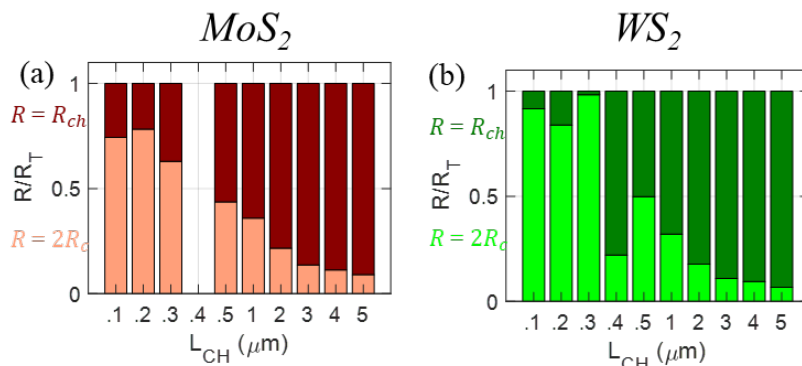 MoS2
WS2
(a)
1
R = Rch
R/RT
0.5
R = 2Rc
0
.1 .2 .3 .4 .5 1 2 3 4 5
LCH (μm)
(b)
1
R = Rch
R/RT
0.5
R = 2Rc
0
.1 .2 .3 .4 .5 1 2 3 4 5
LCH (μm)